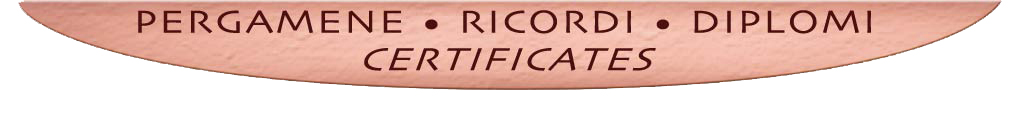 PERGAMENE • RICORDI • DIPLOMI
CERTIFICATES